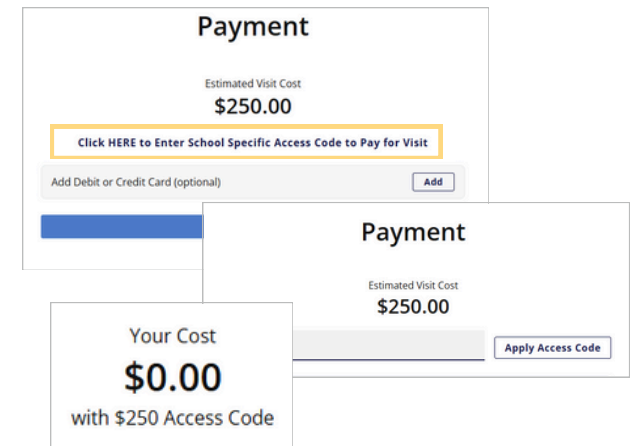 Payment
Estimated Visit Cost
$250.00
Click HERE to Enter School Specific Access Code to Pay for Visit
Add Debit or Credit Card (optional)
Add
Payment
Estimated Visit Cost
$250.00
Apply Access Code
Your Cost
$0.00
with $250 Access Code